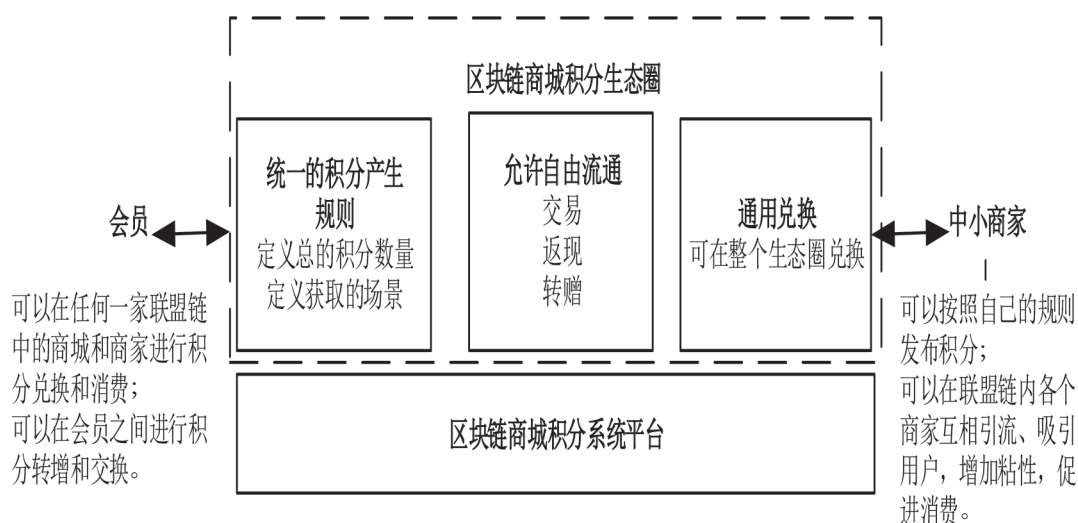 区块链商城积分生态圈
统一的积分产生
规则
定义总的积分数量
定义获取的场景
允许自由流通
交易
返现
转赠
通用兑换
可在整个生态圈兑换
会员
可以在任何一家联盟链
中的商城和商家进行积
分兑换和消费；
可以在会员之间进行积
分转增和交换。
中小商家
可以按照自己的规则
发布积分；
可以在联盟链内各个
商家互相引流、吸引
用户，增加粘性，促
进消费。
区块链商城积分系统平台